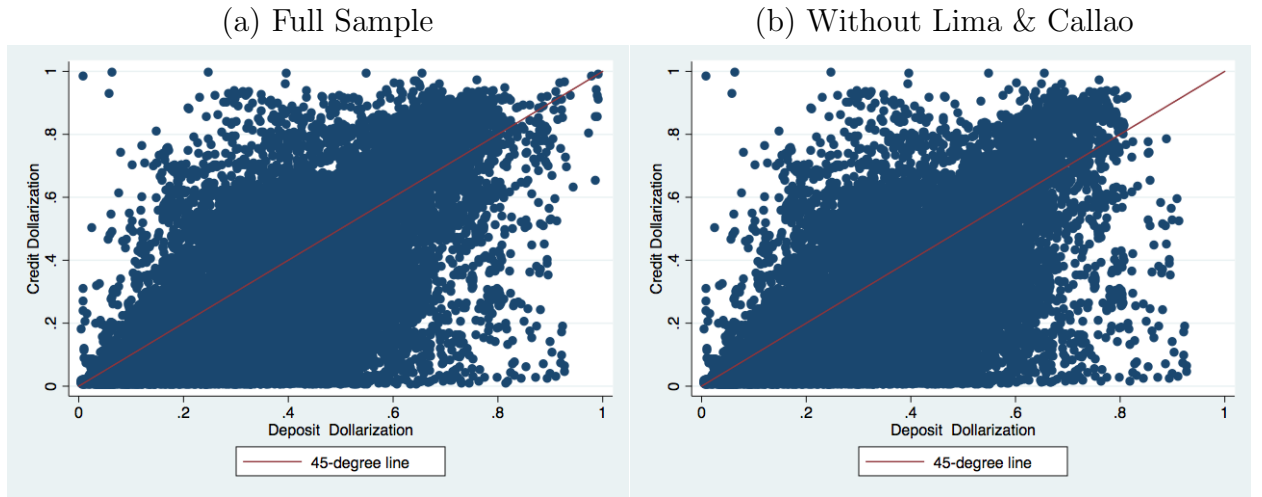 (a) Full Sample
Credit Dollarization
1
.8
.6
.4
.2
0
0 .2 .4 .6 .8 1
Deposit Dollarization
45-degree line
(b) Without Lima & Callao
Credit Dollarization
1
.8
.6
.4
.2
0
0 .2 .4 .6 .8 1
Deposit Dollarization
45-degree line